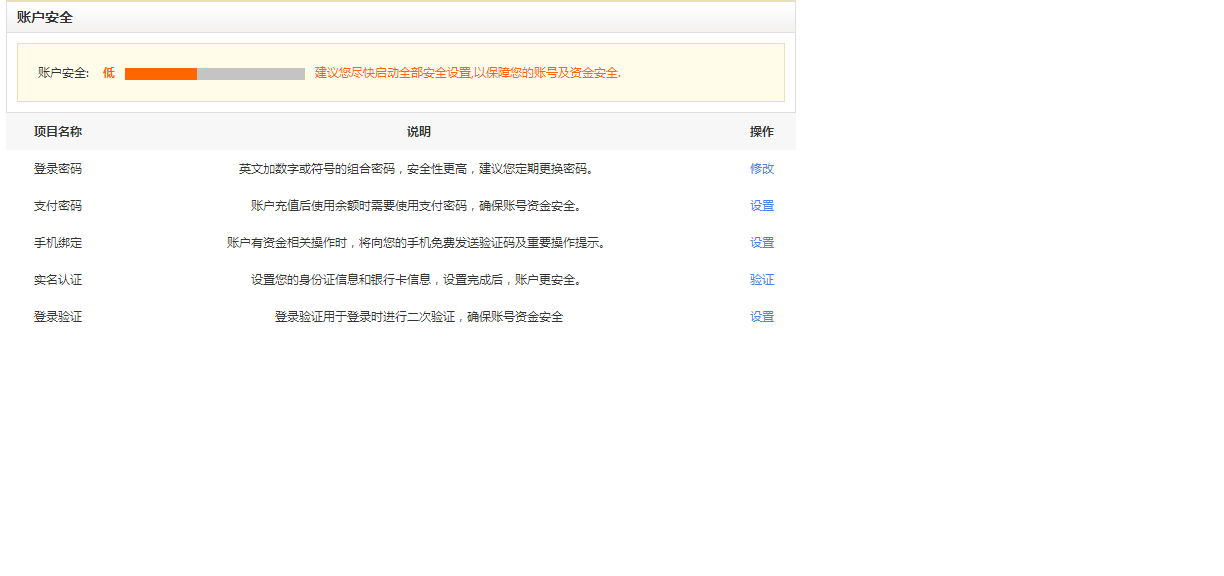 账户安全
账户安全: 低 建议您尽快启动全部安全设置,以保障您的账号及资金安全.
项目名称 说明 操作
登录密码 英文加数字或符号的组合密码，安全性更高，建议您定期更换密码。 修改
支付密码 账户充值后使用余额时需要使用支付密码，确保账号资金安全。 设置
手机绑定 账户有资金相关操作时，将向您的手机免费发送验证码及重要操作提示。 设置
实名认证 设置您的身份证信息和银行卡信息，设置完成后，账户更安全。 验证
登录验证 登录验证用于登录时进行二次验证，确保账号资金安全 设置